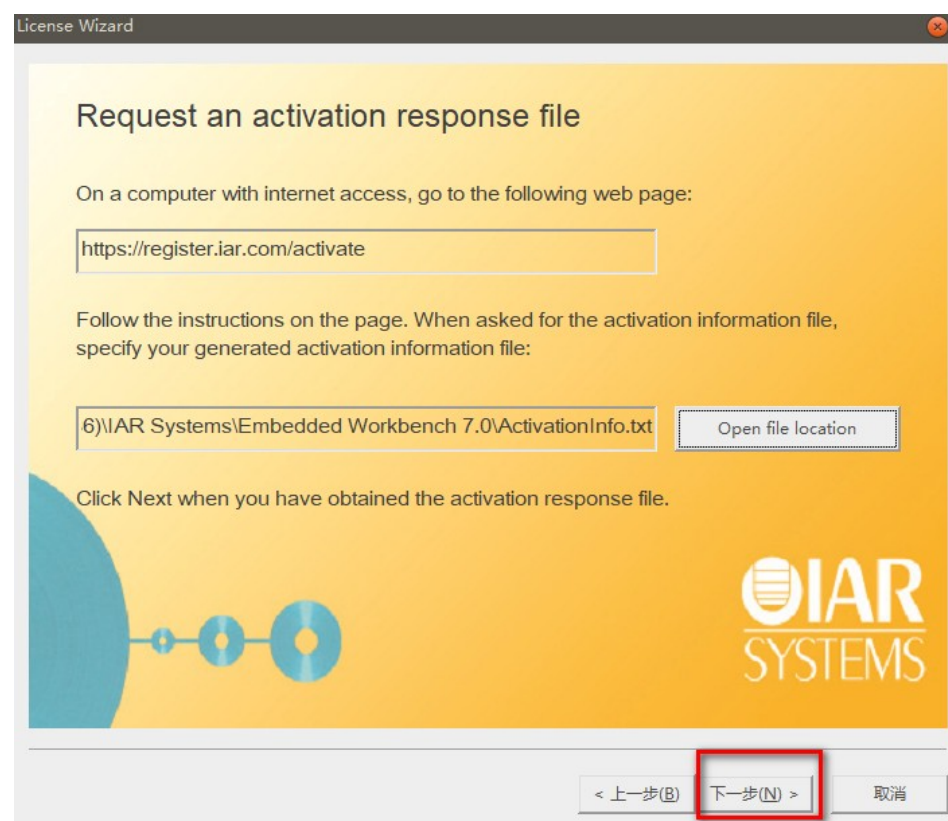 License Wizard
Request an activation response file
On a computer with internet access, go to the following web page:
https://register.iar.com/activate
Follow the instructions on the page. When asked for the activation information file,
specify your generated activation information file:
6)\IAR Systems\Embedded Workbench 7.0\ActivationInfo.txt
Open file location
Click Next when you have obtained the activation response file.
IAR
SYSTEMS
< 上一步(B)
下一步(N) >
取消